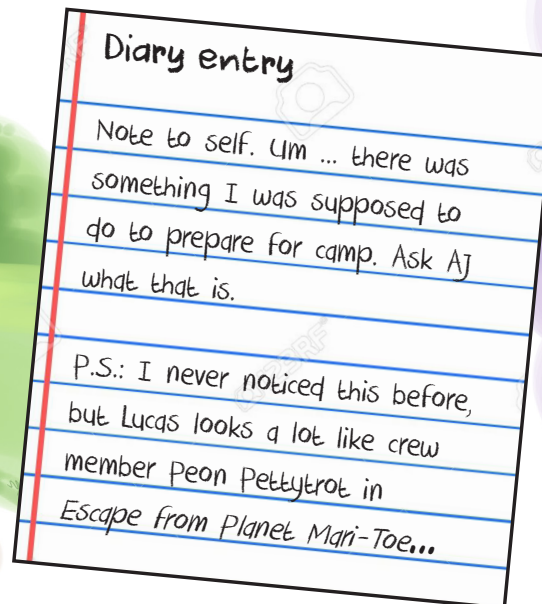 Diary entry
Note to self. Um ... there was
something I was supposed to
do to prepare for camp. Ask AJ
what that is.
P.S.: I never noticed this before,
but Lucas looks a lot like crew
member Peon Pettytrot in
Escape from Planet Mari-Toe...